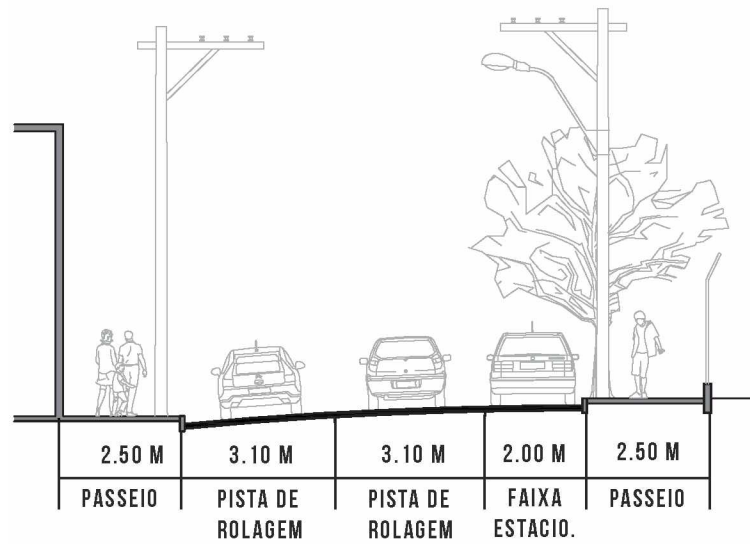 2.50 M 3.10 M 3.10 M 2.00 M 2.50 M
PASSEIO PISTA DE PISTA DE FAIXA PASSEIO
ROLAGEM ROLAGEM ESTACIO.